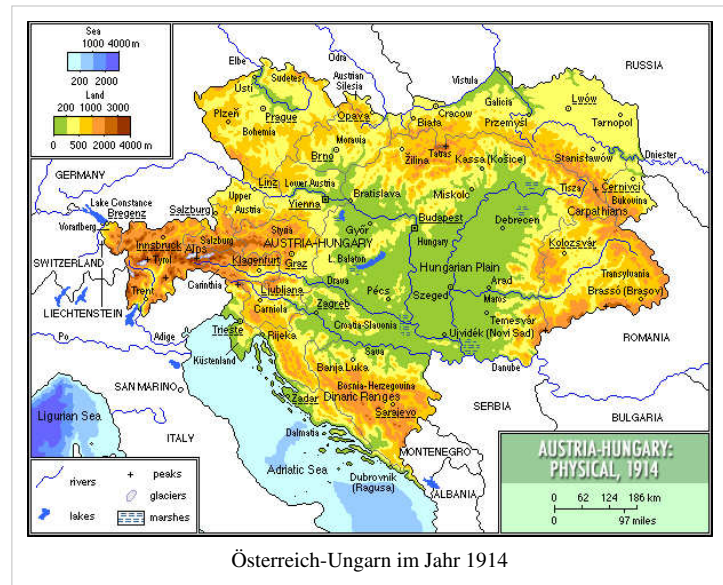 Sea
1000 4000 m
200 2000
Land
200 1000 3000
0 500 2000 4000 m
RUSSIA
Elbe
Odra
Vistula
Austrian
Silesia
Sudetes
Ústí
Plzeň
Prague
Bohemia
Opava
Moravia
Brno
Biała
Cracow
Galicia
Przemyśl
Lwów
Tarnopol
Stanisławów
Dniester
Tatras
Žilina
Kassa (Košice)
Černivci
Bukovina
Carpathians
Tisza
GERMANY
Lake Constance
Bregenz
Vorarlberg
Salzburg
Linz
Upper
Austria
Lower Austria
Vienna
Bratislava
Miskolc
Győr
Budapest
Hungary
Debrecen
Styria
AUSTRIA-HUNGARY
Innsbruck
Salzburg
Alps
Tyrol
Klagenfurt
Graz
L. Balaton
Hungarian Plain
Kolozsvár
Transylvania
SWITZERLAND
LIECHTENSTEIN
Trent
Carinthia
Ljubljana
Drava
Pécs
Szeged
Arad
Maros
Brassó (Braşov)
Carniola
Zagreb
Temesvár
Po
Adige
Trieste
Rijeka
Croatia-Slavonia
Ujvidék (Novi Sad)
Küstenland
Sava
Danube
ROMANIA
Banja Luka
Bosnia-Herzegovina
SAN MARINO
Zadar
Dinaric Ranges
Sarajevo
SERBIA
Ligurian Sea
ITALY
Dalmatia
BULGARIA
MONTENEGRO
Adriatic Sea
Dubrovnik
(Ragusa)
ALBANIA
rivers
peaks
glaciers
lakes
marshes
AUSTRIA-HUNGARY:
PHYSICAL, 1914
0 62 124 186 km
0 97 miles
Österreich-Ungarn im Jahr 1914